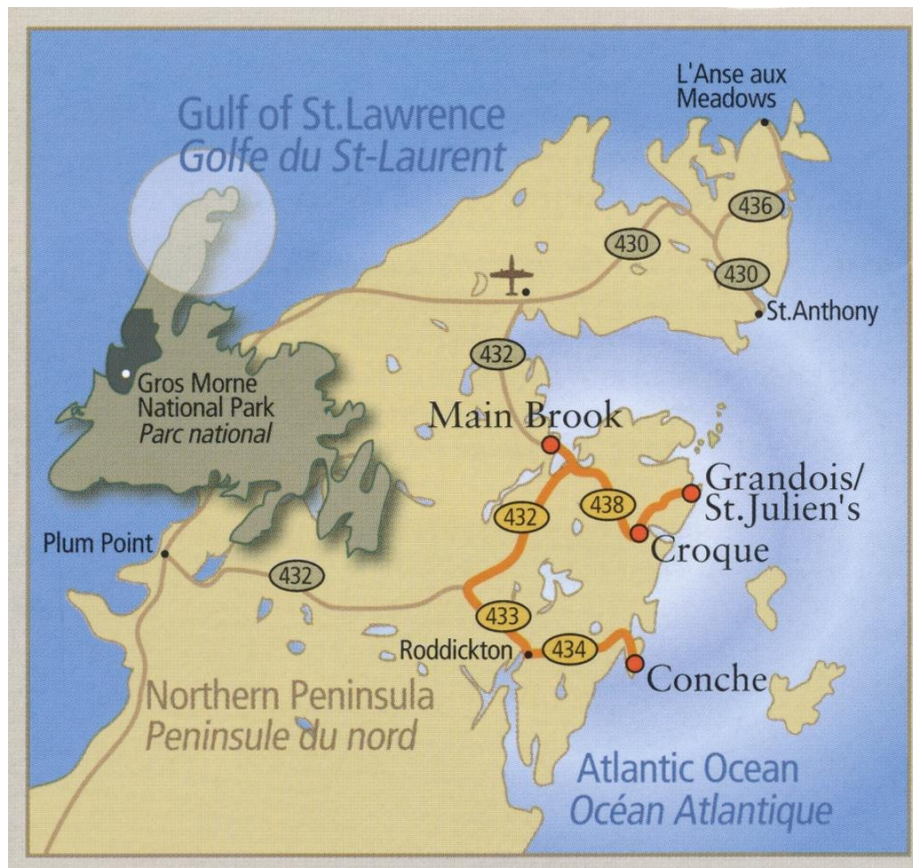 L'Anse aux
Meadows
Gulf of St.Lawrence
Golfe du St-Laurent
436
430
430
St.Anthony
432
Gros Morne
National Park
Parc national
Main Brook
Grandois/
St.Julien's
432
438
Croque
Plum Point
432
433
Roddickton
434
Conche
Northern Peninsula
Peninsule du nord
Atlantic Ocean
Océan Atlantique